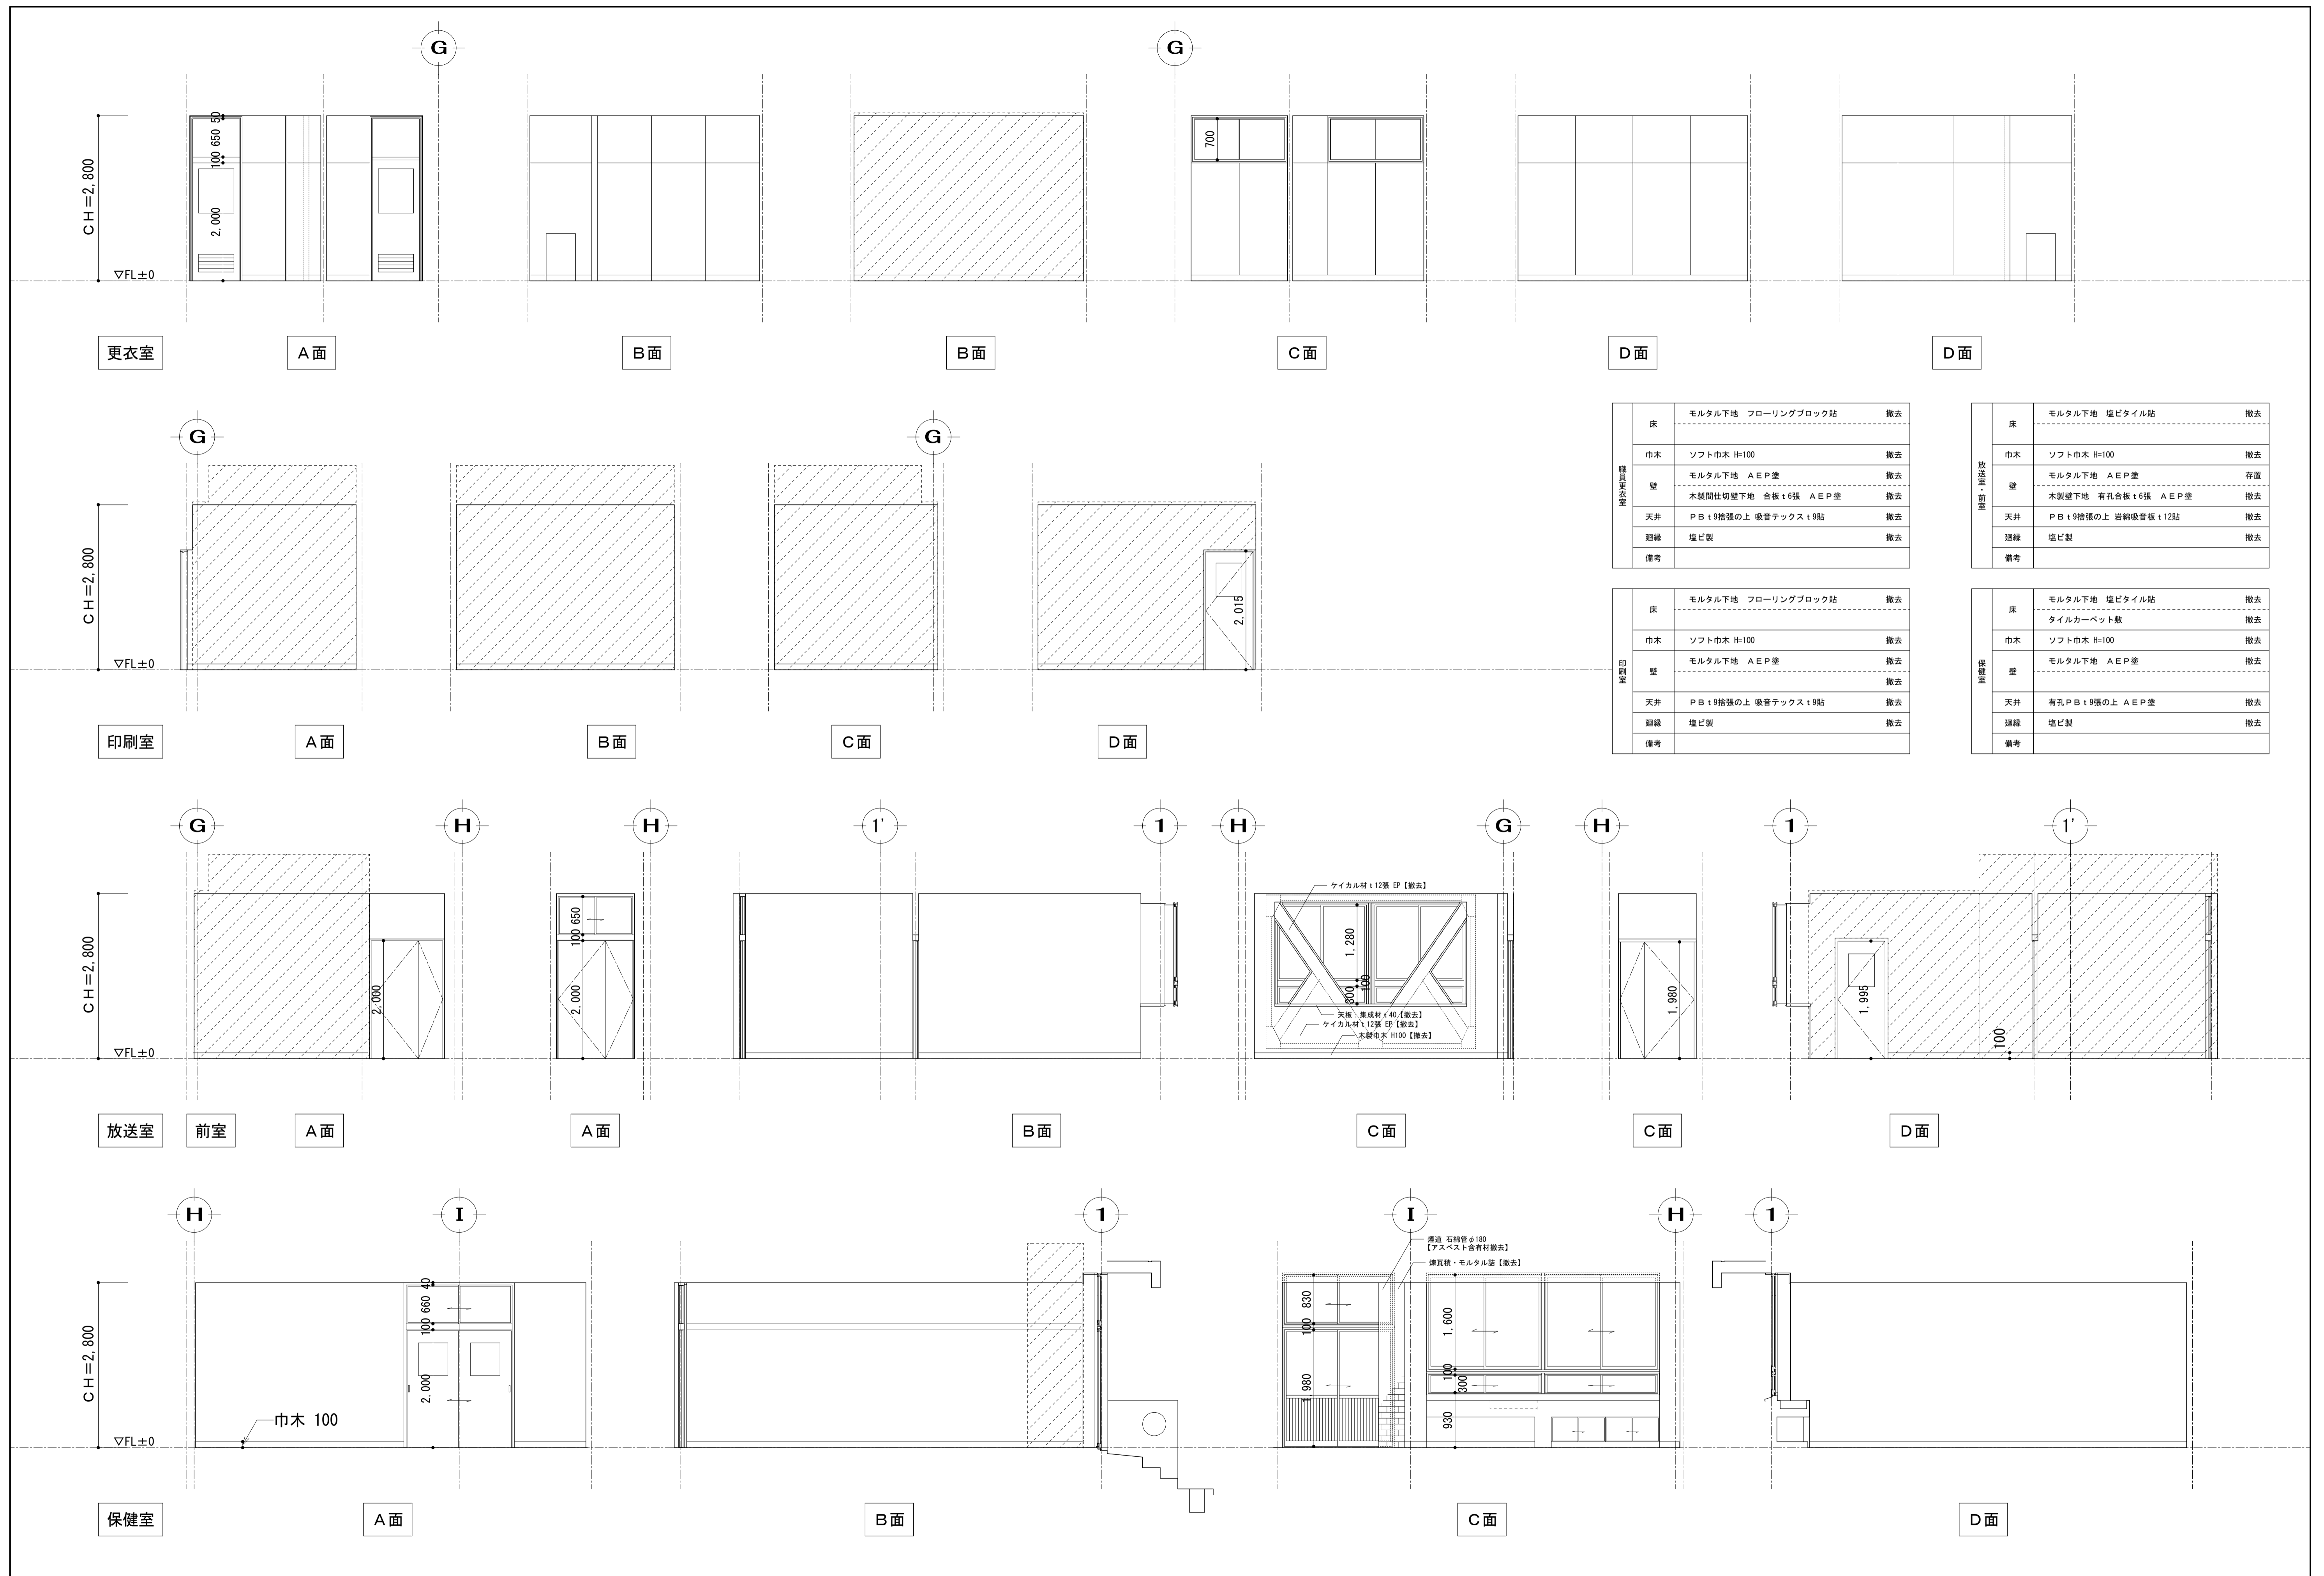 G
G
CH=2,800
50
650
100
2,000
700
▽FL±0
更衣室
A面
B面
B面
C面
D面
D面
職員更衣室
床 モルタル下地 フローリングブロック貼 撤去
巾木 ソフト巾木 H=100 撤去
壁 モルタル下地 AEP塗 撤去
木製間仕切壁下地 合板t6張 AEP塗 撤去
天井 PBt9捨張の上 吸音テックスt9貼 撤去
廻縁 塩ビ製 撤去
備考
放送室・前室
床 モルタル下地 塩ビタイル貼 撤去
巾木 ソフト巾木 H=100 撤去
壁 モルタル下地 AEP塗 存置
木製壁下地 有孔合板t6張 AEP塗 撤去
天井 PBt9捨張の上 岩綿吸音板t12貼 撤去
廻縁 塩ビ製 撤去
備考
G
G
CH=2,800
2,015
▽FL±0
印刷室
A面
B面
C面
D面
印刷室
床 モルタル下地 フローリングブロック貼 撤去
巾木 ソフト巾木 H=100 撤去
壁 モルタル下地 AEP塗 撤去
撤去
天井 PBt9捨張の上 吸音テックスt9貼 撤去
廻縁 塩ビ製 撤去
備考
保健室
床 モルタル下地 塩ビタイル貼 撤去
タイルカーペット敷 撤去
巾木 ソフト巾木 H=100 撤去
壁 モルタル下地 AEP塗 撤去
天井 有孔PBt9張の上 AEP塗 撤去
廻縁 塩ビ製 撤去
備考
G
H
H
1'
1
H
G
H
1
1'
CH=2,800
2,000
650
100
2,000
ケイカル材t12張 EP【撤去】
1,280
100
300
天板:集成材t40【撤去】
ケイカル材t12張 EP【撤去】
木製巾木 H100【撤去】
1,980
1,995
100
▽FL±0
放送室
前室
A面
A面
B面
C面
C面
D面
H
I
1
I
H
1
煙道 石綿管φ180
【アスベスト含有材撤去】
煉瓦積・モルタル詰【撤去】
CH=2,800
40
660
100
2,000
巾木 100
830
100
1,980
1,600
100
300
930
▽FL±0
保健室
A面
B面
C面
D面